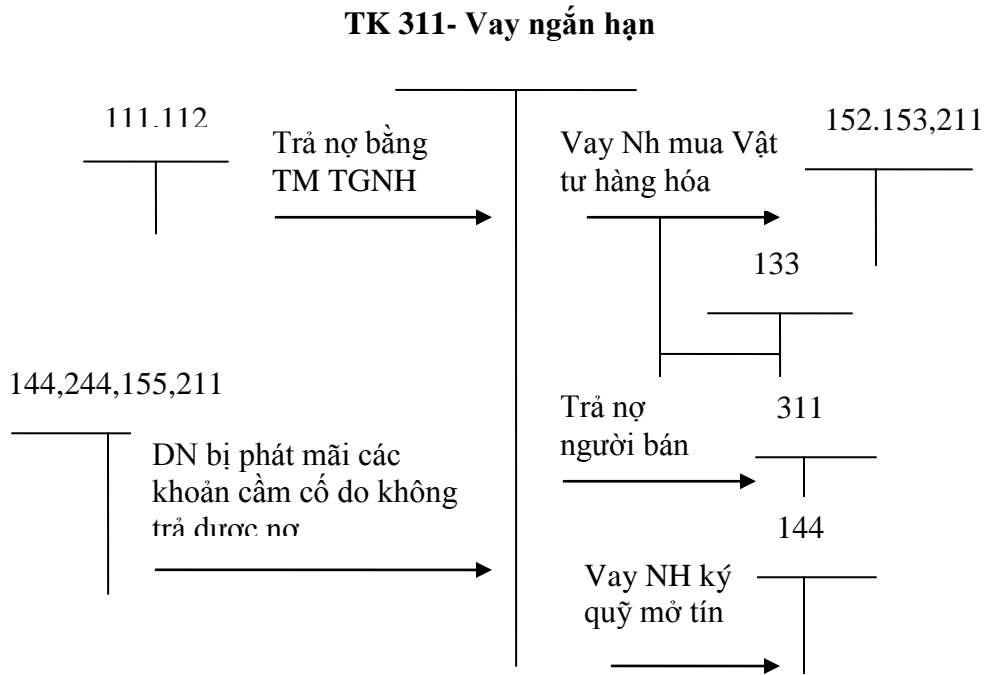 TK 311- Vay ngắn hạn
111.112
Trả nợ bằng
TM TGNH
Vay Nh mua Vật
tư hàng hóa
152.153,211
133
144,244,155,211
DN bị phát mãi các
khoản cầm cố do không
trả dược nợ
Trả nợ
người bán
311
144
Vay NH ký
quỹ mở tín